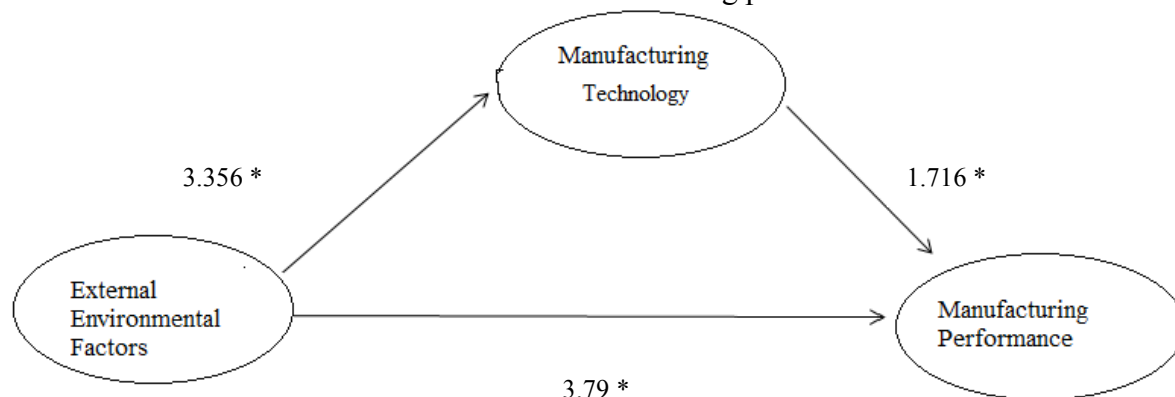 Manufacturing
Technology
3.356 *
1.716 *
External
Environmental
Factors
Manufacturing
Performance
3.79 *